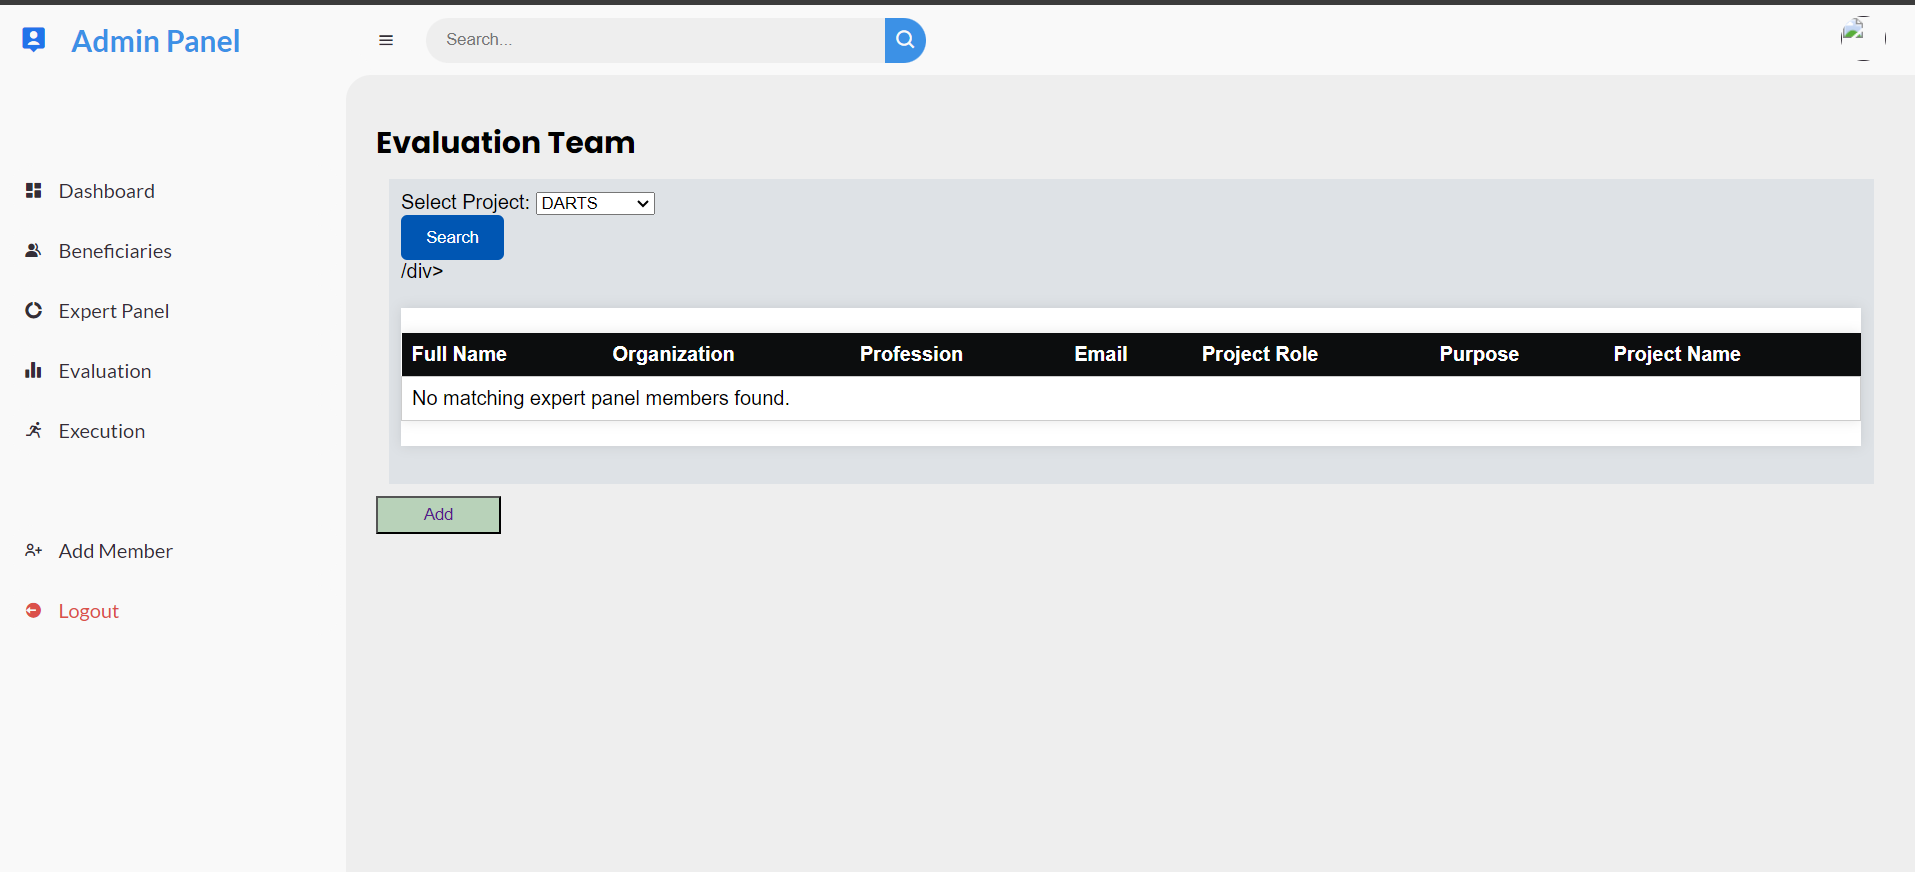 Admin Panel
Search...
Dashboard
Beneficiaries
Expert Panel
Evaluation
Execution
Add Member
Logout
Evaluation Team
Select Project: DARTS
Search
/div>
Full Name Organization Profession Email Project Role Purpose Project Name
No matching expert panel members found.
Add